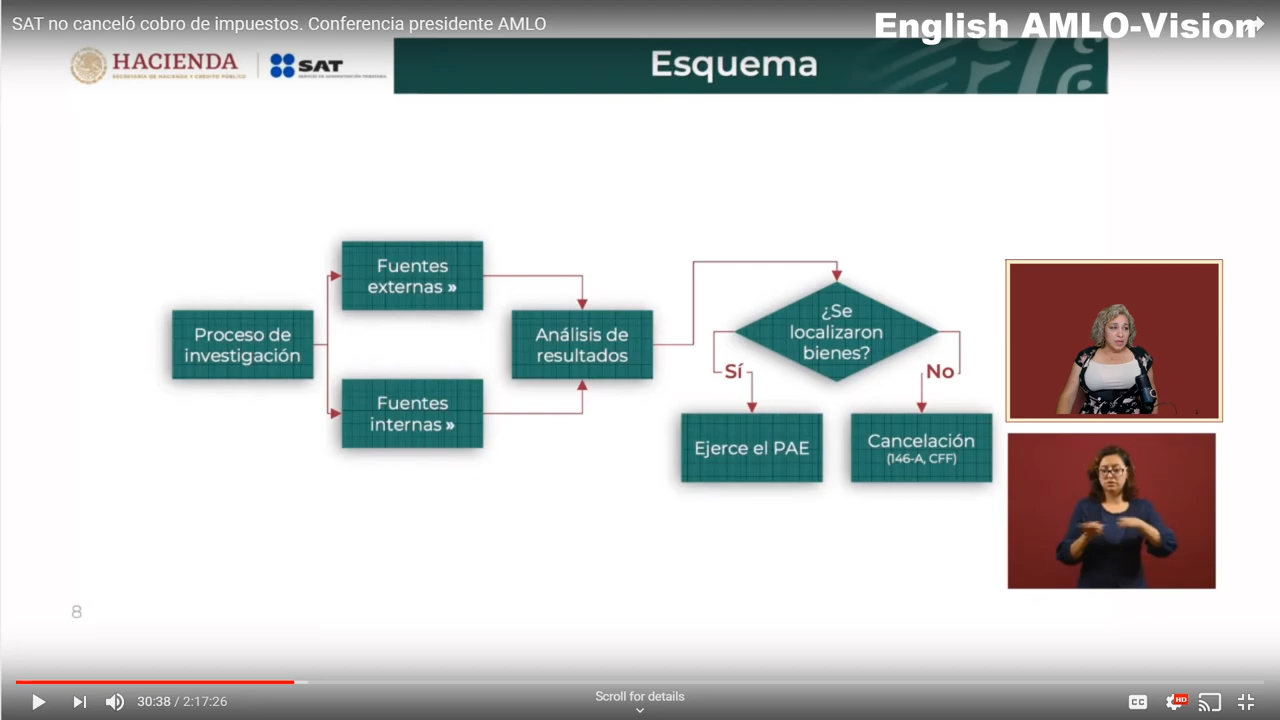 SAT no canceló cobro de impuestos. Conferencia presidente AMLO
English AMLO-Vision
HACIENDA
SECRETARÍA DE HACIENDA Y CRÉDITO PÚBLICO
SAT
SERVICIO DE ADMINISTRACIÓN TRIBUTARIA
Esquema
Proceso de
investigación
Fuentes
externas »
Fuentes
internas »
Análisis de
resultados
¿Se
localizaron
bienes?
Sí
No
Ejerce el PAE
Cancelación
(146-A, CFF)
8
30:38 / 2:17:26
Scroll for details
CC
HD